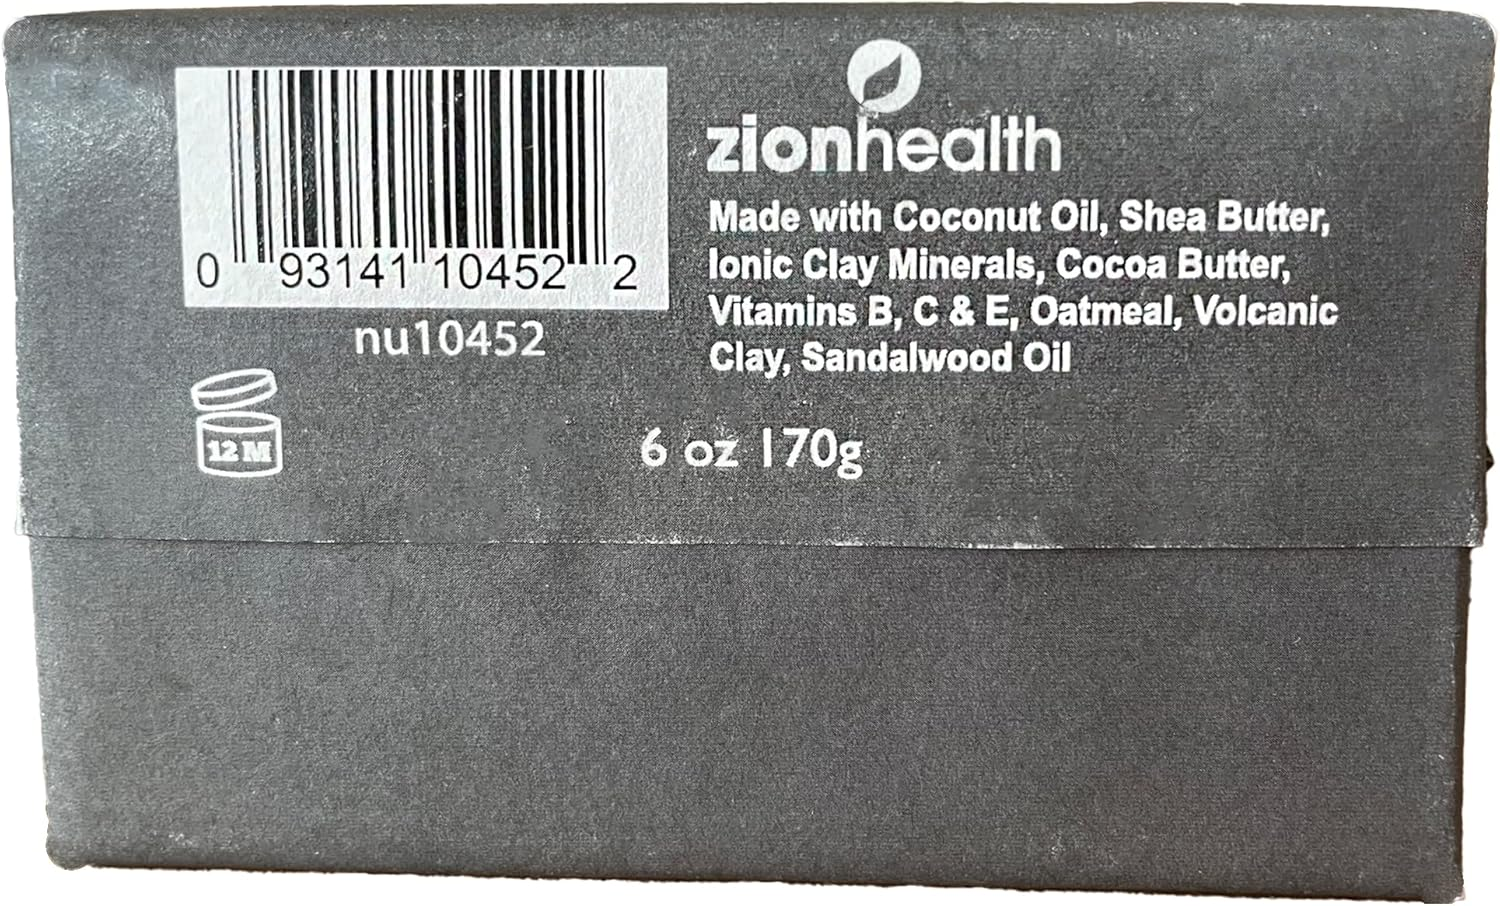 0 93141 10452 2
nu10452
12 M
zionhealth
Made with Coconut Oil, Shea Butter,
Ionic Clay Minerals, Cocoa Butter,
Vitamins B, C & E, Oatmeal, Volcanic
Clay, Sandalwood Oil
6 oz 170g